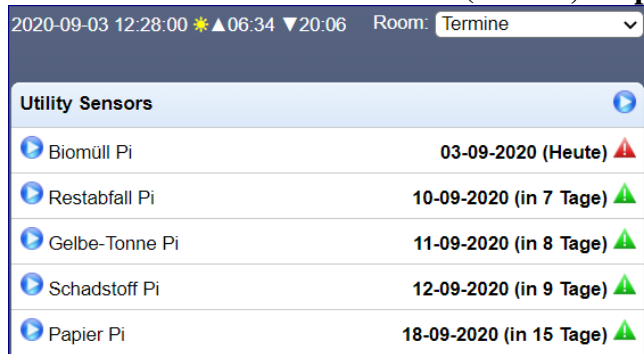 2020-09-03 12:28:00 ☀▲06:34 ▼20:06 Room: Termine
Utility Sensors
Biomüll Pi 03-09-2020 (Heute)
Restabfall Pi 10-09-2020 (in 7 Tage)
Gelbe-Tonne Pi 11-09-2020 (in 8 Tage)
Schadstoff Pi 12-09-2020 (in 9 Tage)
Papier Pi 18-09-2020 (in 15 Tage)